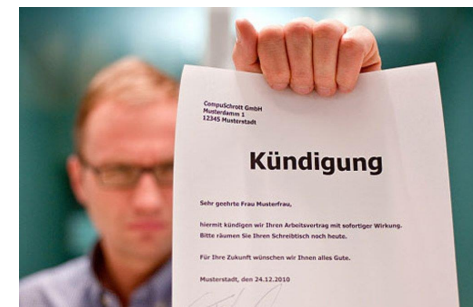 CompuSchrott GmbH
Musterdamm 1
12345 Musterstadt
Kündigung
Sehr geehrte Frau Musterfrau,
hiermit kündigen wir Ihren Arbeitsvertrag mit sofortiger Wirkung.
Bitte räumen Sie Ihren Schreibtisch noch heute.
Für Ihre Zukunft wünschen wir Ihnen alles Gute.
Musterstadt, den 24.12.2010